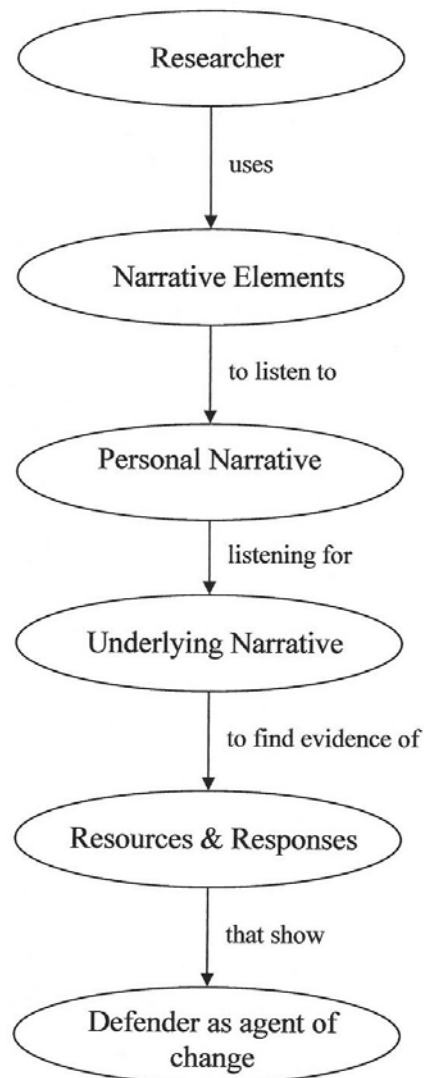 Researcher
uses
Narrative Elements
to listen to
Personal Narrative
listening for
Underlying Narrative
to find evidence of
Resources & Responses
that show
Defender as agent of
change